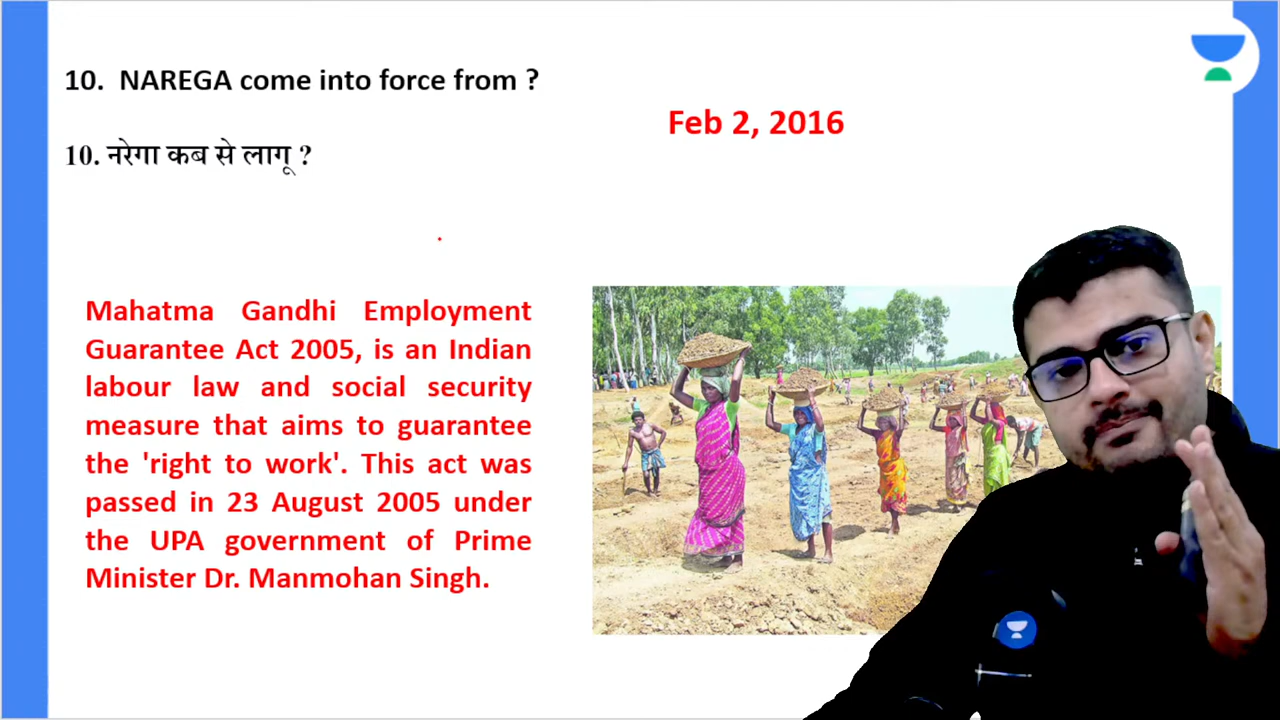 10. NAREGA come into force from ?
Feb 2, 2016
10. नरेगा कब से लागू ?
Mahatma Gandhi Employment
Guarantee Act 2005, is an Indian
labour law and social security
measure that aims to guarantee
the 'right to work'. This act was
passed in 23 August 2005 under
the UPA government of Prime
Minister Dr. Manmohan Singh.